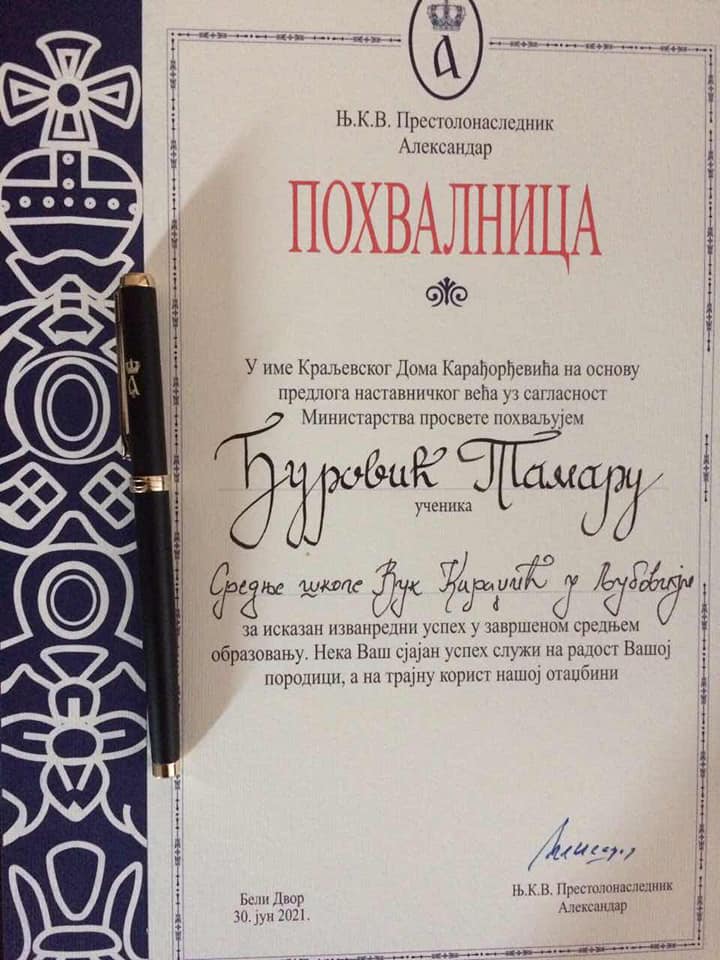 А
Њ.К.В. Престолонаследник
Александар
ПОХВАЛНИЦА
У име Краљевског Дома Карађорђевића на основу
предлога наставничког већа уз сагласност
Министарства просвете похваљујем
Ђуровић Тамару
ученика
Средње школе Вук Караџић у Љубовији
за исказан изванредни успех у завршеном средњем
образовању. Нека Ваш сјајан успех служи на радост Вашој
породици, а на трајну корист нашој отаџбини
Александар
Бели Двор
30. јун 2021.
Њ.К.В. Престолонаследник
Александар